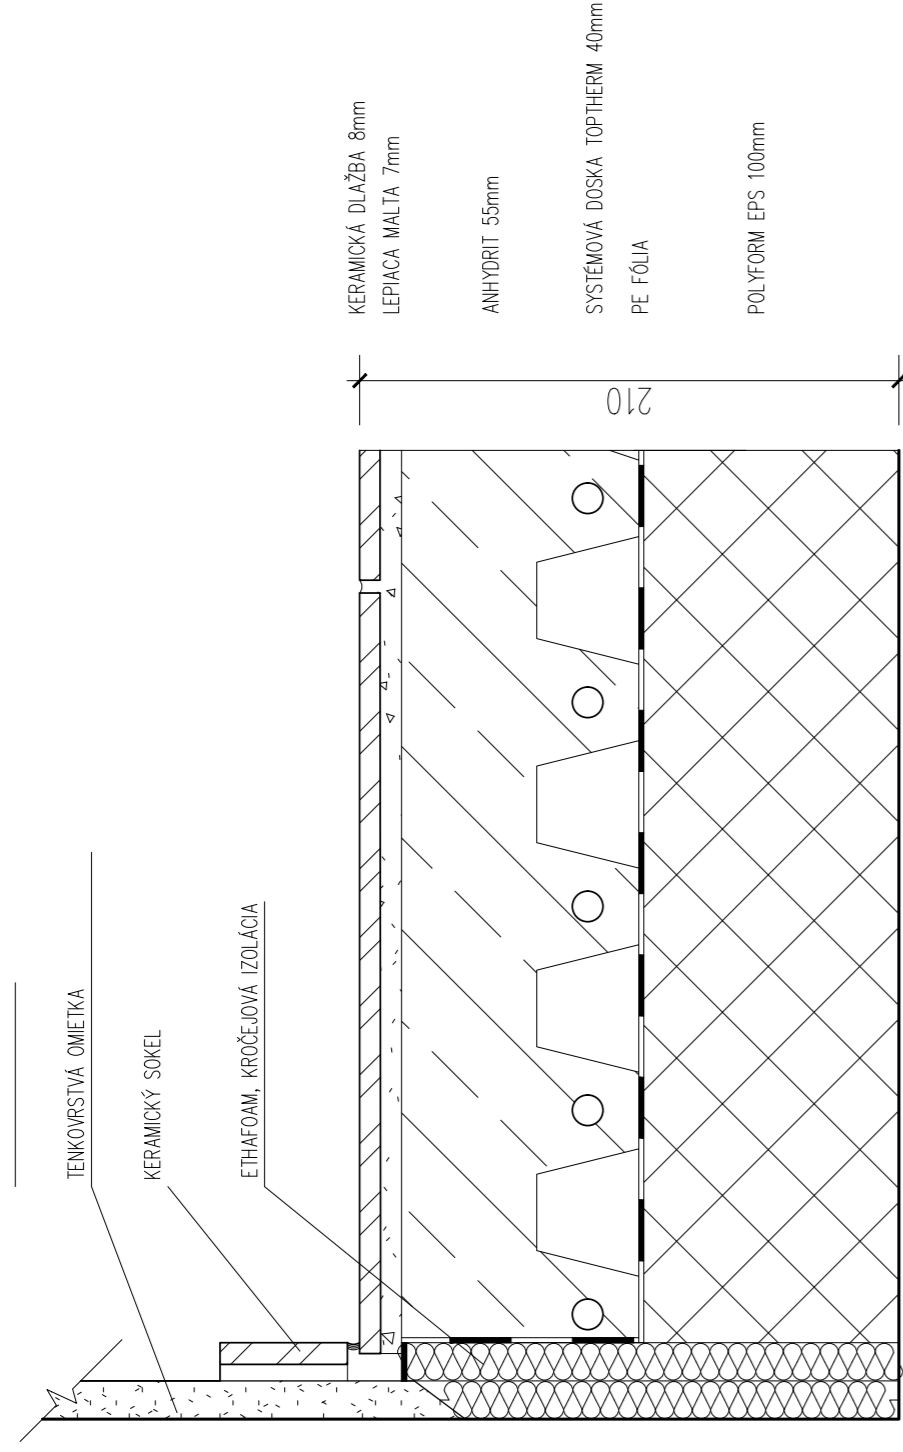 TENKOVRSTVÁ OMIETKA
KERAMICKÝ SOKEL
ETHAFOAM, KROČEJOVÁ IZOLÁCIA
KERAMICKÁ DLAŽBA 8mm
LEPIACA MALTA 7mm
ANHYDRIT 55mm
SYSTÉMOVÁ DOSKA TOPTHERM 40mm
PE FÓLIA
POLYFORM EPS 100mm
210